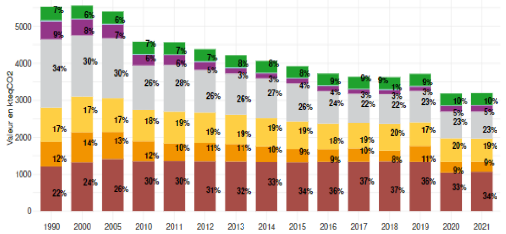 Valeur en kteqCO2
5000
4000
3000
2000
1000
0
7% 6% 6% 7% 7% 7% 8% 8% 8% 9% 9% 9% 9% 10% 10%
9% 8% 7% 6% 6% 5% 3% 3% 4% 4% 3% 3% 3% 5% 5%
34% 30% 30% 26% 28% 26% 26% 27% 26% 24% 22% 22% 23% 23% 23%
17% 17% 17% 18% 19% 19% 19% 19% 19% 18% 19% 20% 17% 20% 19%
12% 14% 13% 12% 10% 11% 11% 10% 9% 9% 10% 8% 11% 9% 9%
22% 24% 26% 30% 30% 31% 32% 33% 34% 36% 37% 37% 36% 33% 34%
1990 2000 2005 2010 2011 2012 2013 2014 2015 2016 2017 2018 2019 2020 2021